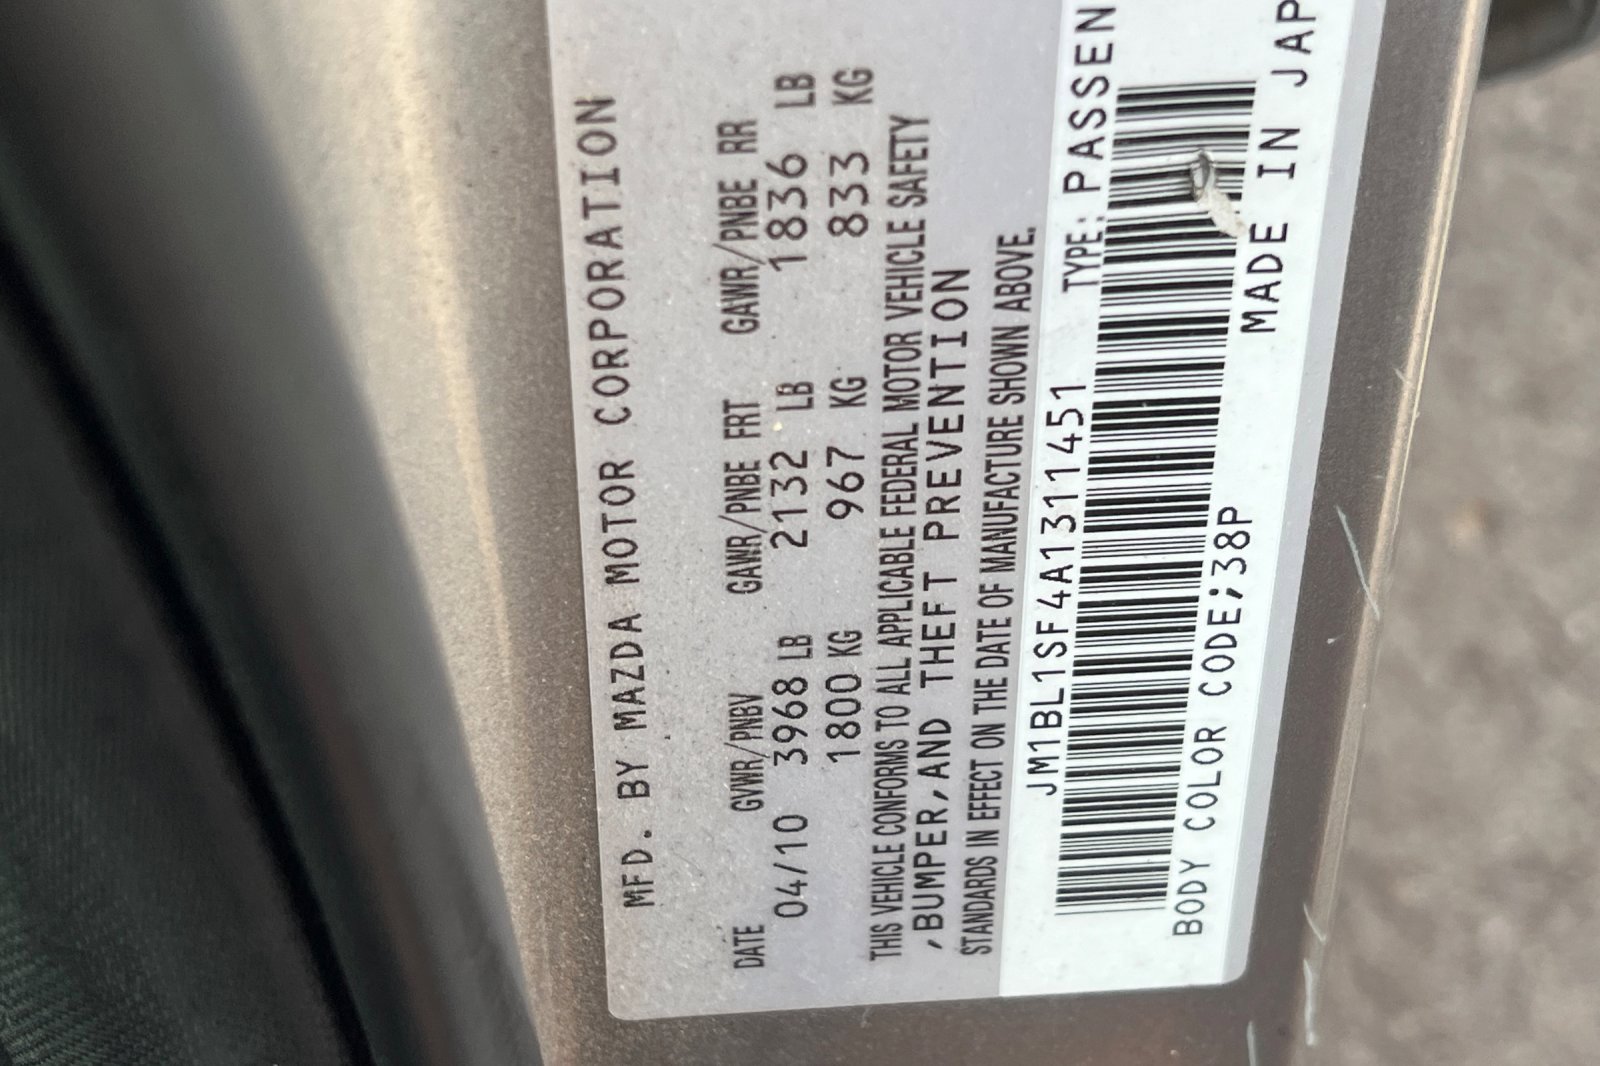 MFD. BY MAZDA MOTOR CORPORATION
DATE GVWR/PNBV GAWR/PNBE FRT GAWR/PNBE RR
04/10 3968 LB 2132 LB 1836 LB
1800 KG 967 KG 833 KG
THIS VEHICLE CONFORMS TO ALL APPLICABLE FEDERAL MOTOR VEHICLE SAFETY
,BUMPER,AND THEFT PREVENTION
STANDARDS IN EFFECT ON THE DATE OF MANUFACTURE SHOWN ABOVE.
JM1BL1SF4A1311451 TYPE: PASSEN
BODY COLOR CODE;38P MADE IN JAP